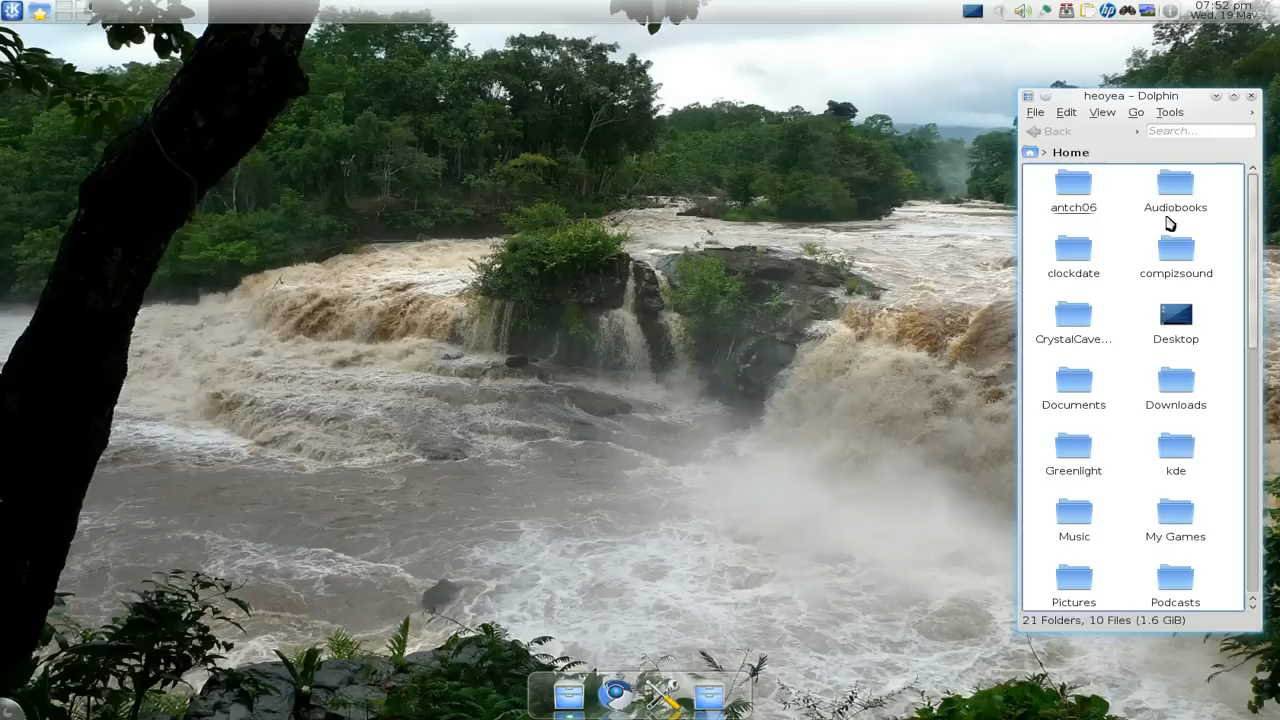 07:52 pm
Wed, 19 May
hp
heoyea – Dolphin
File Edit View Go Tools
Back
Search...
Home
antch06 Audiobooks
clockdate compizsound
CrystalCave... Desktop
Documents Downloads
Greenlight kde
Music My Games
Pictures Podcasts
21 Folders, 10 Files (1.6 GiB)